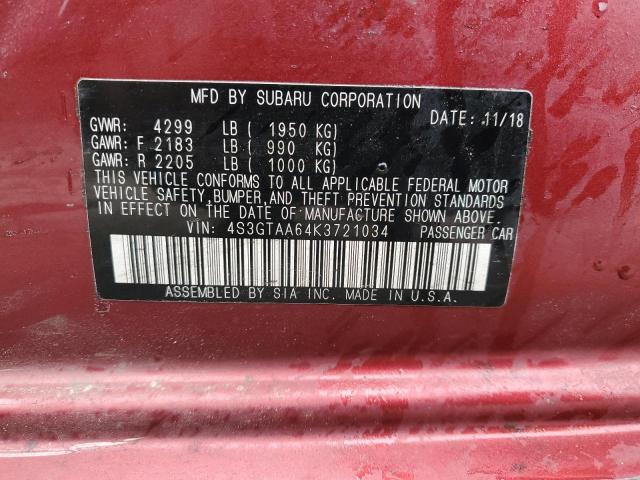 MFD BY SUBARU CORPORATION
GVWR: 4299 LB ( 1950 KG) DATE: 11/18
GAWR: F 2183 LB ( 990 KG)
GAWR: R 2205 LB ( 1000 KG)
THIS VEHICLE CONFORMS TO ALL APPLICABLE FEDERAL MOTOR
VEHICLE SAFETY, BUMPER, AND THEFT PREVENTION STANDARDS
IN EFFECT ON THE DATE OF MANUFACTURE SHOWN ABOVE.
VIN: 4S3GTAA64K3721034 PASSENGER CAR
ASSEMBLED BY SIA INC. MADE IN U.S.A.